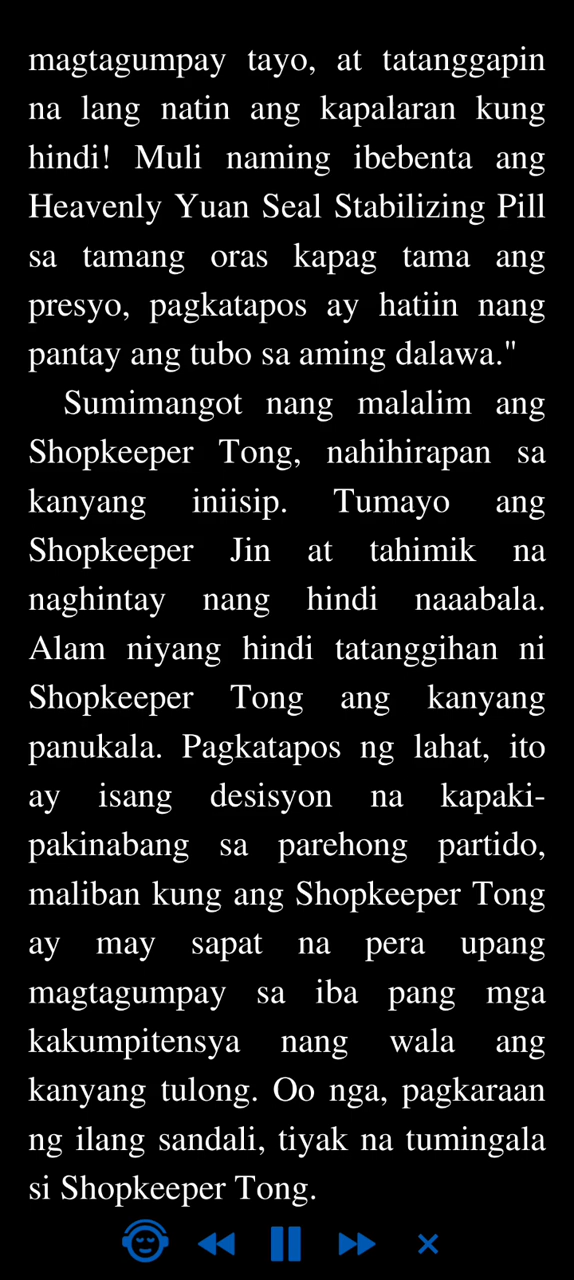 magtagumpay tayo, at tatanggapin
na lang natin ang kapalaran kung
hindi! Muli naming ibebenta ang
Heavenly Yuan Seal Stabilizing Pill
sa tamang oras kapag tama ang
presyo, pagkatapos ay hatiin nang
pantay ang tubo sa aming dalawa."
Sumimangot nang malalim ang
Shopkeeper Tong, nahihirapan sa
kanyang iniisip. Tumayo ang
Shopkeeper Jin at tahimik na
naghintay nang hindi naaabala.
Alam niyang hindi tatanggihan ni
Shopkeeper Tong ang kanyang
panukala. Pagkatapos ng lahat, ito
ay isang desisyon na kapaki-
pakinabang sa parehong partido,
maliban kung ang Shopkeeper Tong
ay may sapat na pera upang
magtagumpay sa iba pang mga
kakumpitensya nang wala ang
kanyang tulong. Oo nga, pagkaraan
ng ilang sandali, tiyak na tumingala
si Shopkeeper Tong.